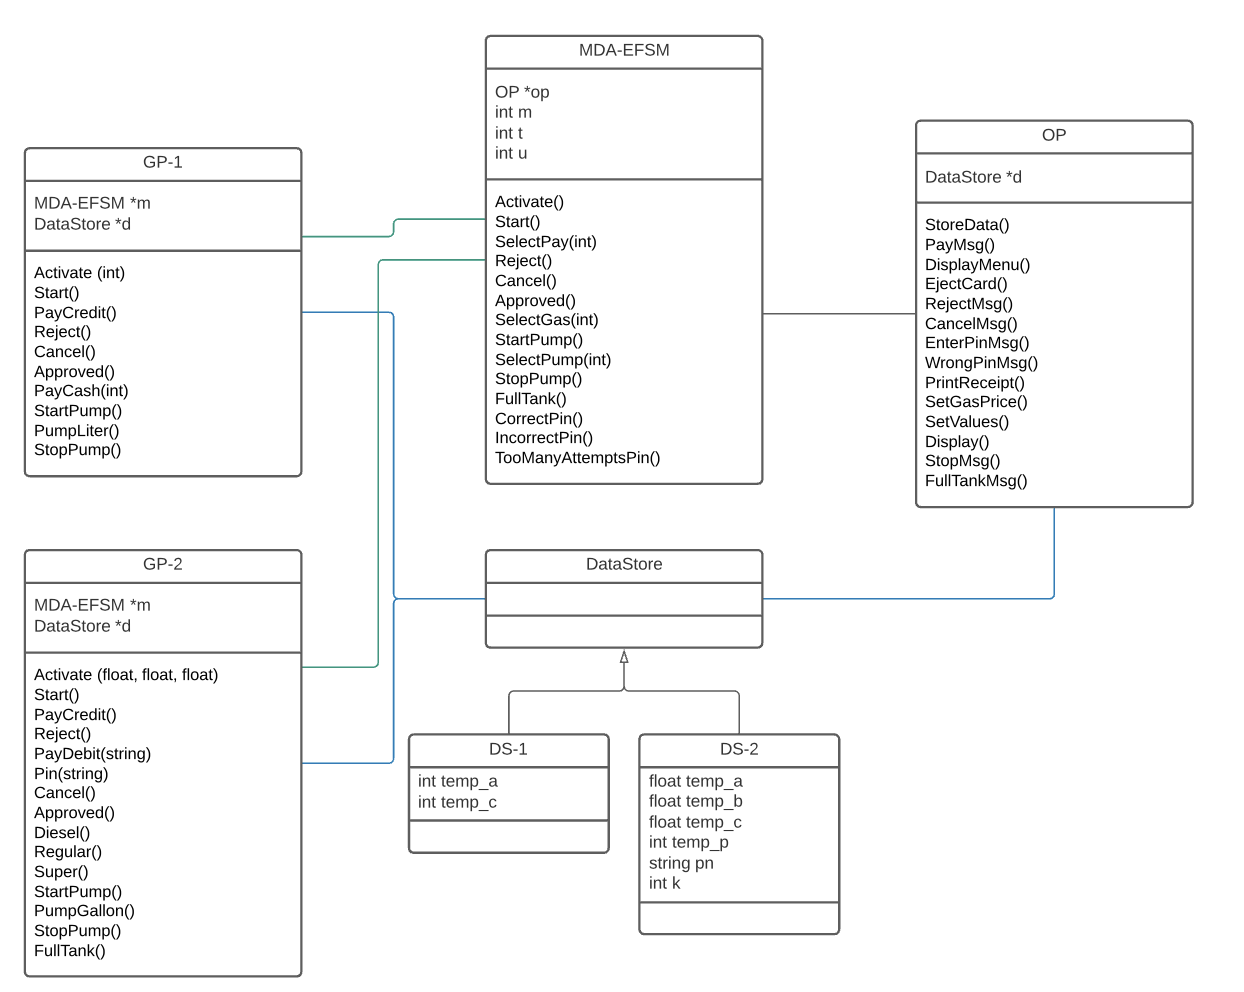 MDA-EFSM
OP *op
int m
int t
int u
Activate()
Start()
SelectPay(int)
Reject()
Cancel()
Approved()
SelectGas(int)
StartPump()
SelectPump(int)
StopPump()
FullTank()
CorrectPin()
IncorrectPin()
TooManyAttemptsPin()
OP
DataStore *d
StoreData()
PayMsg()
DisplayMenu()
EjectCard()
RejectMsg()
CancelMsg()
EnterPinMsg()
WrongPinMsg()
PrintReceipt()
SetGasPrice()
SetValues()
Display()
StopMsg()
FullTankMsg()
GP-1
MDA-EFSM *m
DataStore *d
Activate (int)
Start()
PayCredit()
Reject()
Cancel()
Approved()
PayCash(int)
StartPump()
PumpLiter()
StopPump()
GP-2
MDA-EFSM *m
DataStore *d
Activate (float, float, float)
Start()
PayCredit()
Reject()
PayDebit(string)
Pin(string)
Cancel()
Approved()
Diesel()
Regular()
Super()
StartPump()
PumpGallon()
StopPump()
FullTank()
DataStore
DS-1
int temp_a
int temp_c
DS-2
float temp_a
float temp_b
float temp_c
int temp_p
string pn
int k